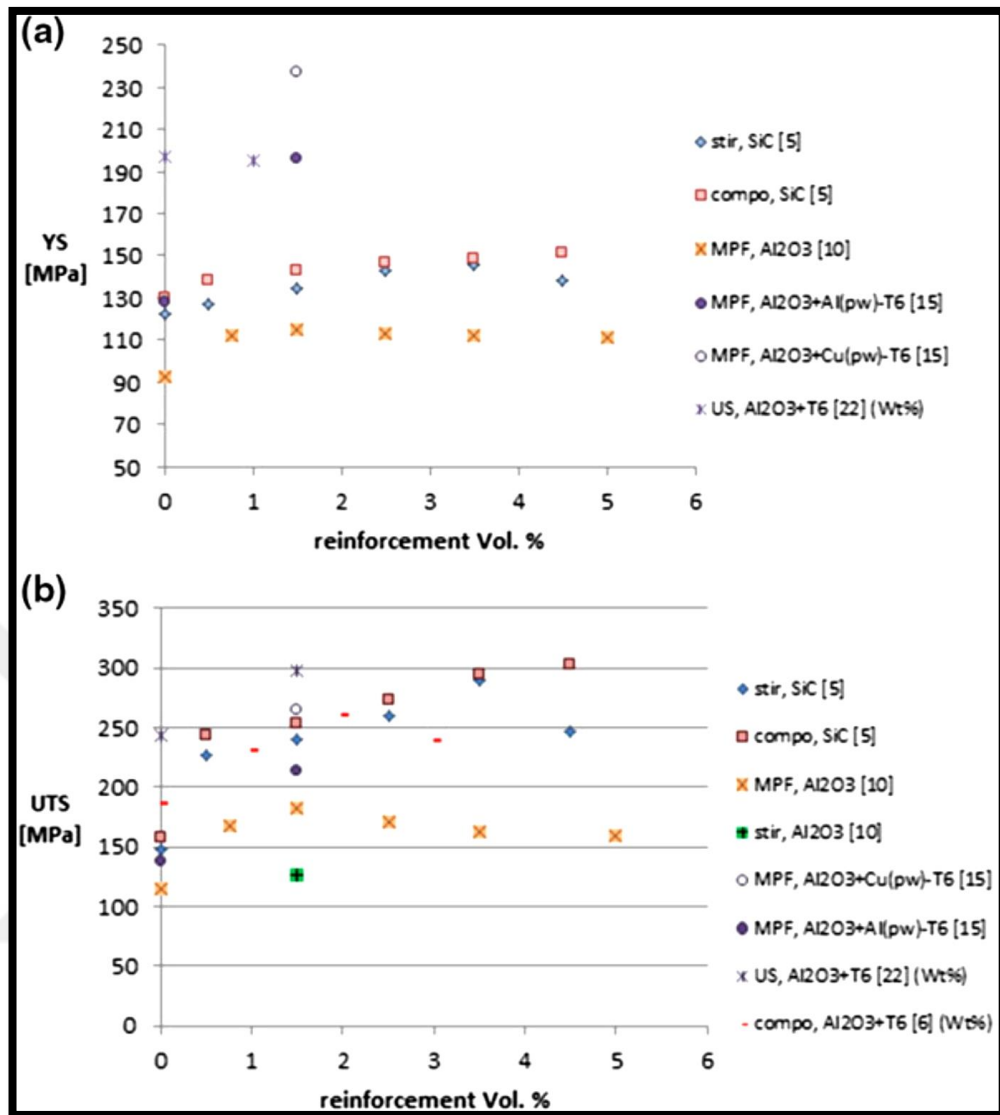 (a)
250
230
210
190
170
150
130
110
90
70
50
YS
[MPa]
0 1 2 3 4 5 6
reinforcement Vol. %
stir, SiC [5]
compo, SiC [5]
MPF, Al2O3 [10]
MPF, Al2O3+Al(pw)-T6 [15]
MPF, Al2O3+Cu(pw)-T6 [15]
US, Al2O3+T6 [22] (Wt%)
(b)
350
300
250
200
150
100
50
0
UTS
[MPa]
0 1 2 3 4 5 6
reinforcement Vol. %
stir, SiC [5]
compo, SiC [5]
MPF, Al2O3 [10]
stir, Al2O3 [10]
MPF, Al2O3+Cu(pw)-T6 [15]
MPF, Al2O3+Al(pw)-T6 [15]
US, Al2O3+T6 [22] (Wt%)
compo, Al2O3+T6 [6] (Wt%)